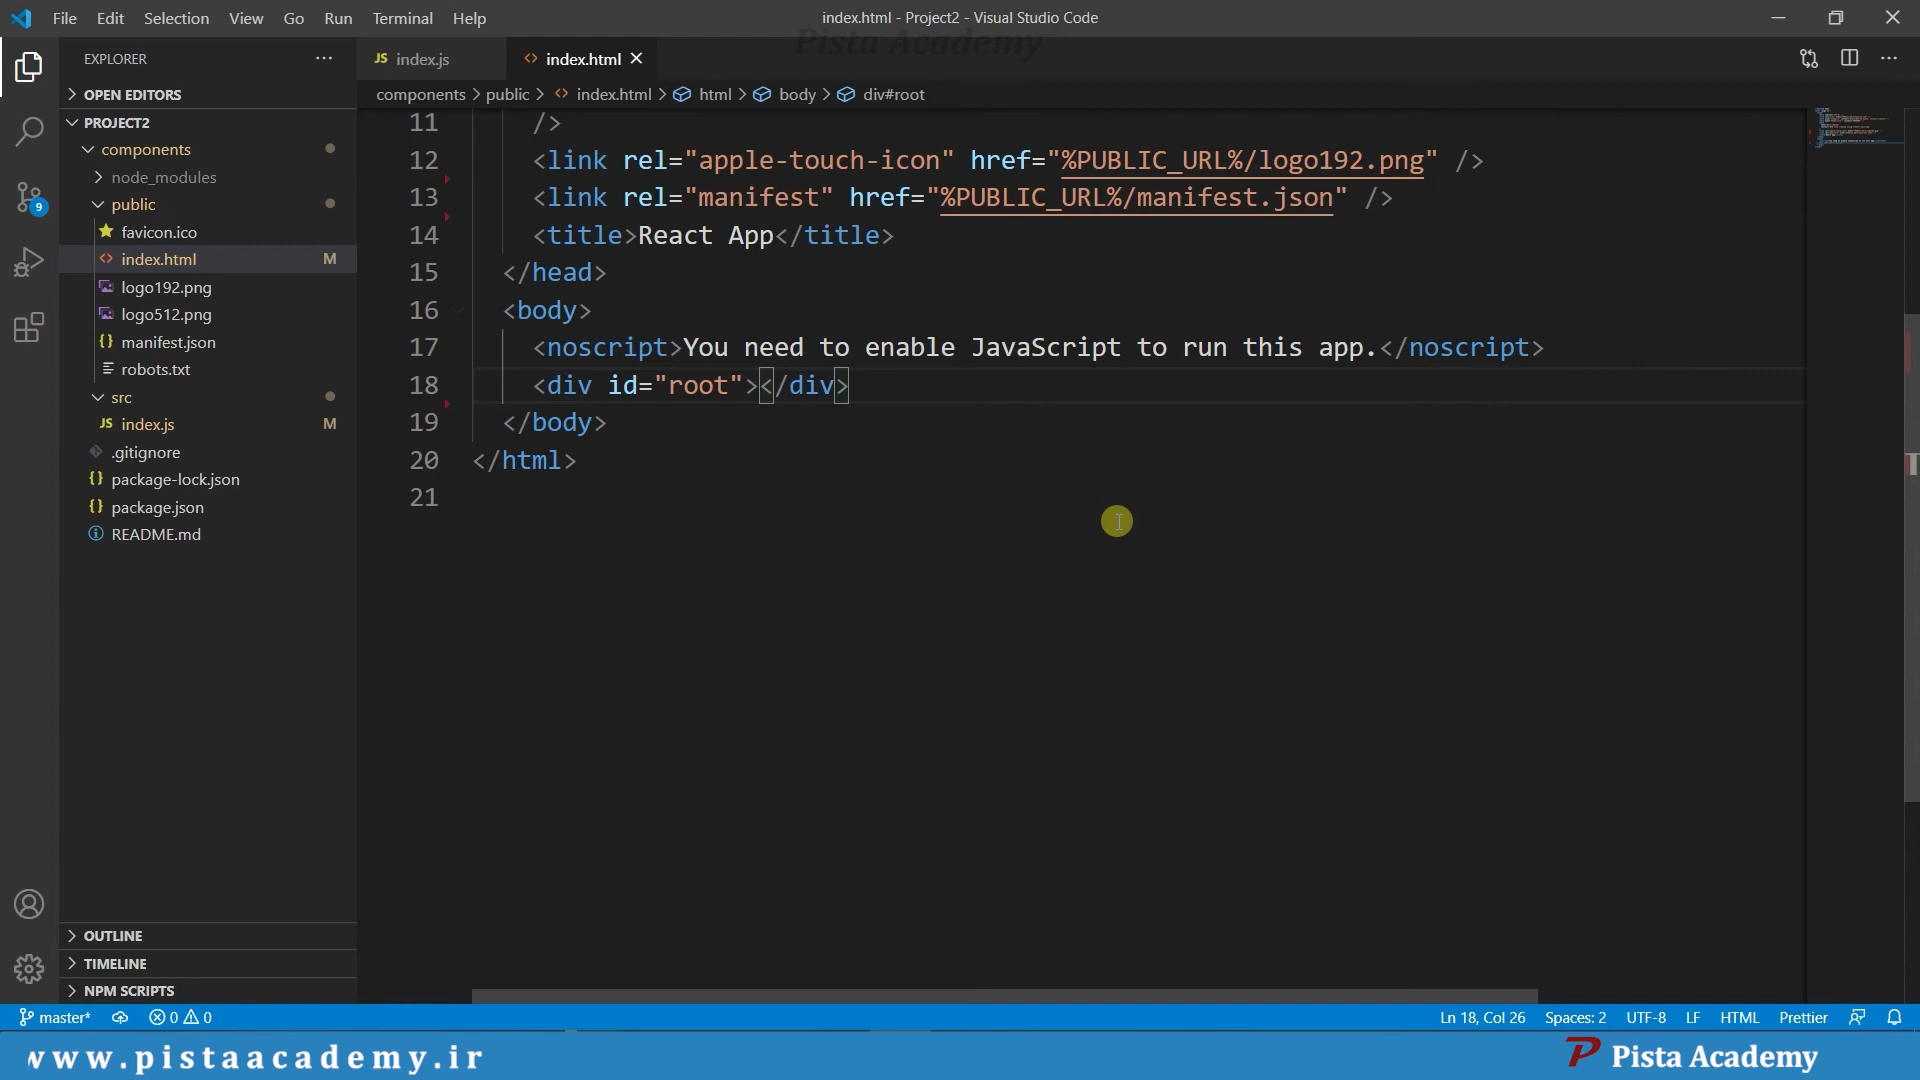 File Edit Selection View Go Run Terminal Help
index.html - Project2 - Visual Studio Code
Pista Academy
EXPLORER
OPEN EDITORS
PROJECT2
components
node_modules
public
favicon.ico
index.html M
logo192.png
logo512.png
manifest.json
robots.txt
src
JS index.js M
.gitignore
{} package-lock.json
{} package.json
README.md
OUTLINE
TIMELINE
NPM SCRIPTS
JS index.js
<> index.html
components > public > <> index.html > html > body > div#root
11 />
12 <link rel="apple-touch-icon" href="%PUBLIC_URL%/logo192.png" />
13 <link rel="manifest" href="%PUBLIC_URL%/manifest.json" />
14 <title>React App</title>
15 </head>
16 <body>
17 <noscript>You need to enable JavaScript to run this app.</noscript>
18 <div id="root"></div>
19 </body>
20 </html>
21
9
master* 0 0
Ln 18, Col 26 Spaces: 2 UTF-8 LF HTML Prettier
www.pistaacademy.ir
Pista Academy